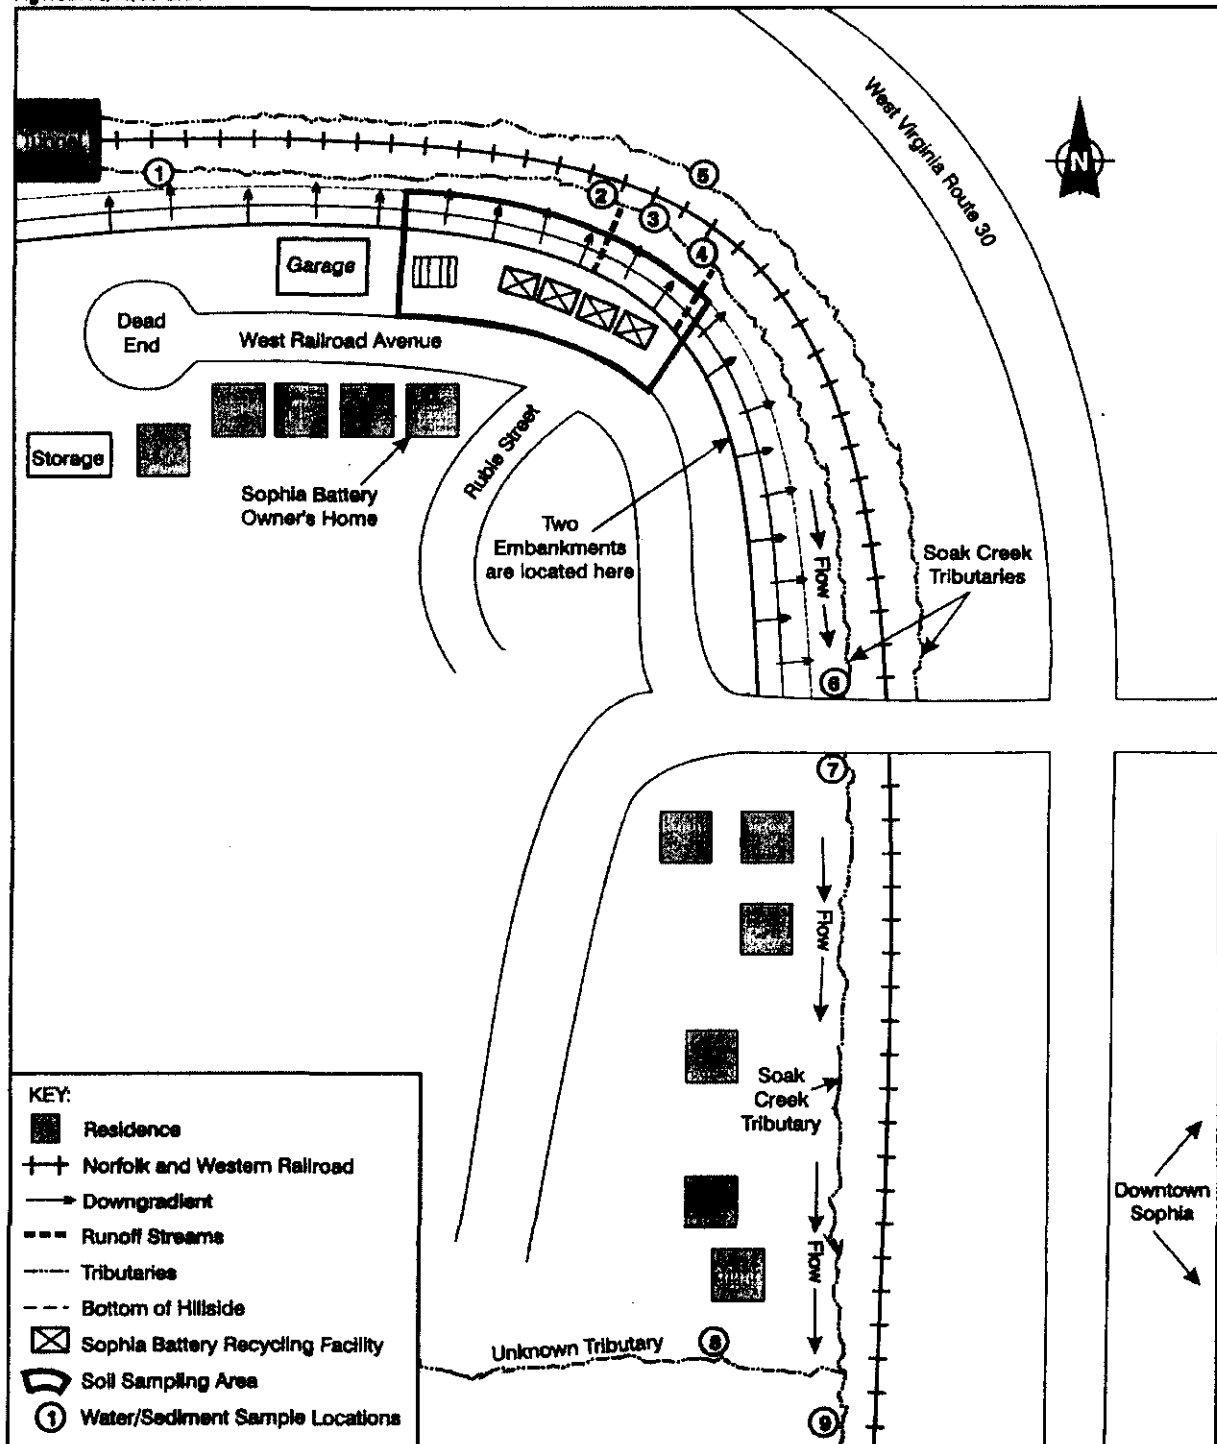 Tunnel
West Virginia Route 30
N
1
5
2
3
4
Garage
Dead
End
West Railroad Avenue
Storage
Ruble Street
Sophia Battery
Owner's Home
Two
Embankments
are located here
Flow
Soak Creek
Tributaries
6
7
Flow
Soak
Creek
Tributary
Flow
Downtown
Sophia
Unknown Tributary
8
9
KEY:
Residence
Norfolk and Western Railroad
Downgradient
Runoff Streams
Tributaries
Bottom of Hillside
Sophia Battery Recycling Facility
Soil Sampling Area
1 Water/Sediment Sample Locations